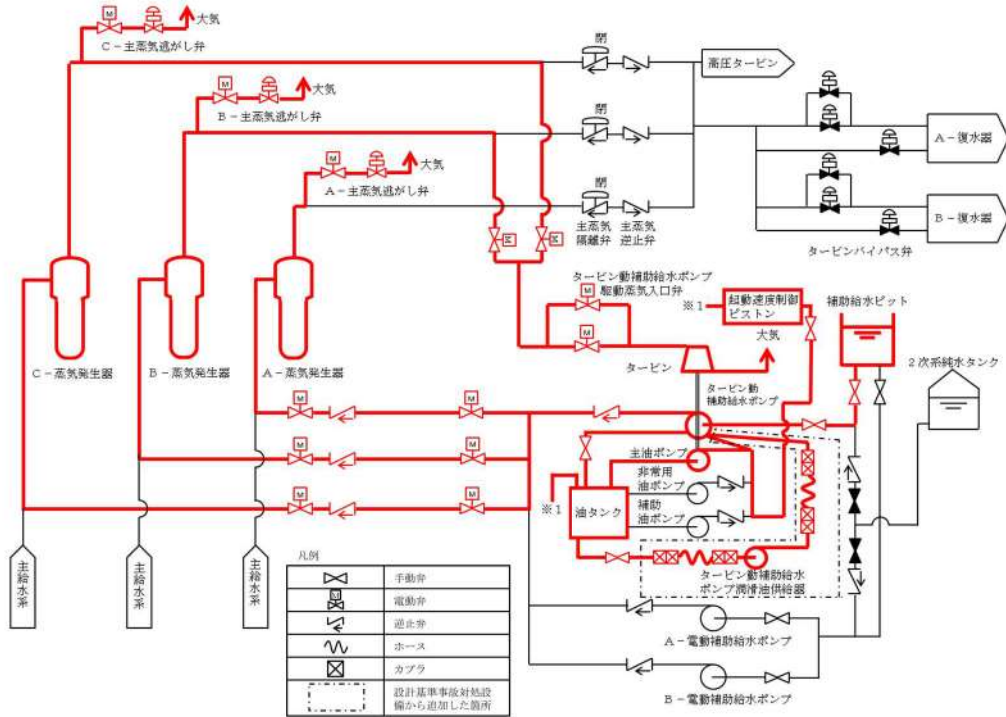 M
大気
C－主蒸気逃がし弁
M
大気
B－主蒸気逃がし弁
M
大気
A－主蒸気逃がし弁
閉
閉
閉
主蒸気
隔離弁
主蒸気
逆止弁
高圧タービン
A－復水器
B－復水器
タービンバイパス弁
M
M
C－蒸気発生器
B－蒸気発生器
A－蒸気発生器
タービン動補助給水ポンプ
駆動蒸気入口弁
M
M
※1
起動速度制御
ピストン
大気
タービン
タービン動
補助給水ポンプ
補助給水ピット
2次系純水タンク
M
M
M
M
M
M
主油ポンプ
非常用
油ポンプ
補助
油ポンプ
油タンク
※1
タービン動補助給水
ポンプ潤滑油供給器
A－電動補助給水ポンプ
B－電動補助給水ポンプ
主給水系
主給水系
主給水系
凡例
手動弁
M
電動弁
逆止弁
ホース
カプラ
設計基準事故対処設
備から追加した箇所